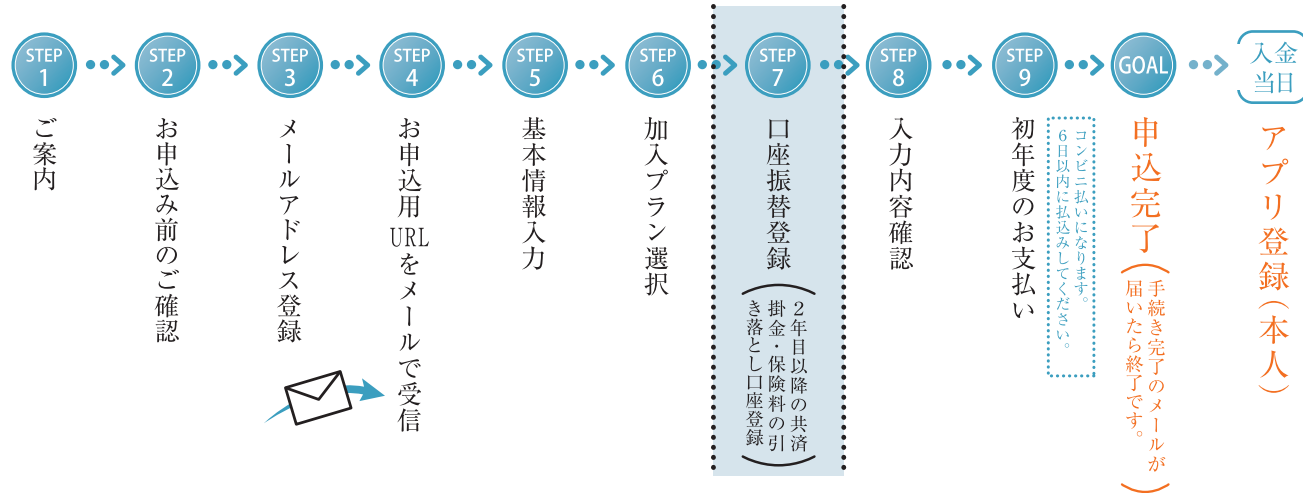 STEP
1
ご案内
STEP
2
お申込み前のご確認
STEP
3
メールアドレス登録
STEP
4
お申込用URLをメールで受信
STEP
5
基本情報入力
STEP
6
加入プラン選択
STEP
7
口座振替登録
(2年目以降の共済
掛金・保険料の引
き落とし口座登録)
STEP
8
入力内容確認
STEP
9
初年度のお支払い
コンビニ払いになります。
6日以内に払込みしてください。
GOAL
申込完了
(手続き完了のメールが
届いたら終了です。)
入金
当日
アプリ登録(本人)